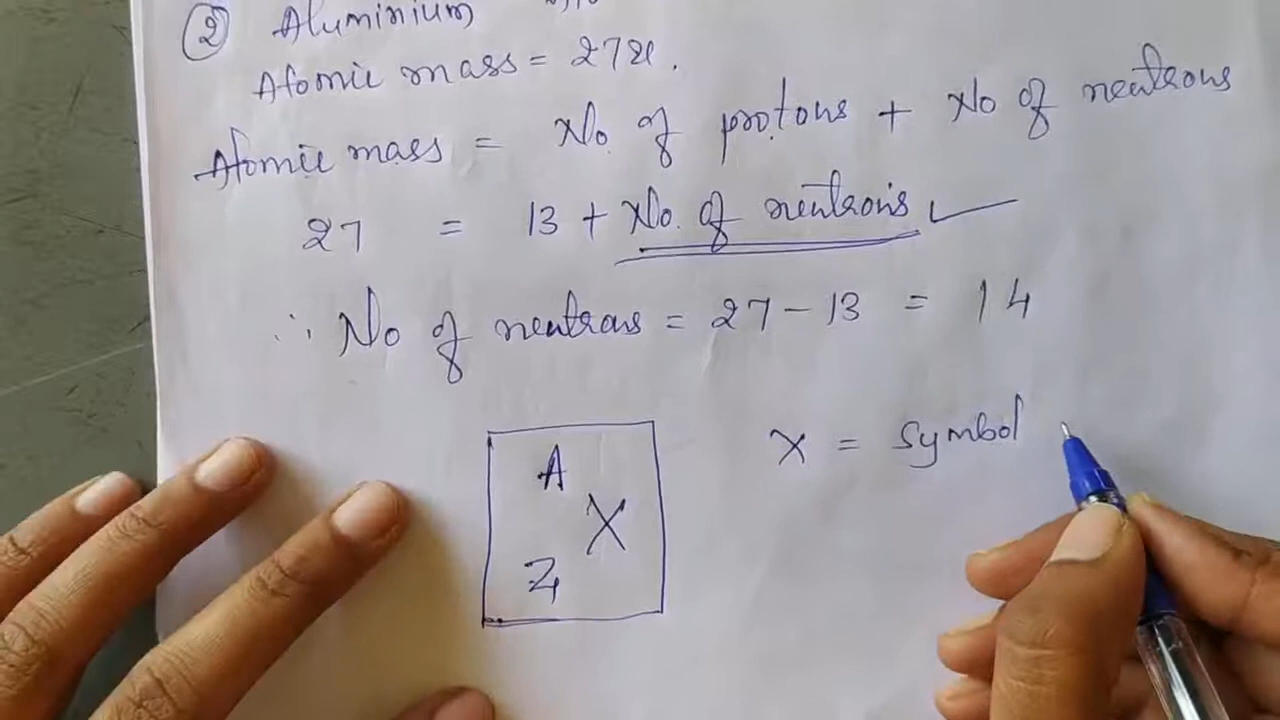 ② Aluminium
Atomic mass = 27u.
Atomic mass = No. of protons + No of neutrons
27 = 13 + No. of neutrons ✓
∴ No of neutrons = 27 - 13 = 14
A
X
Z
X = Symbol